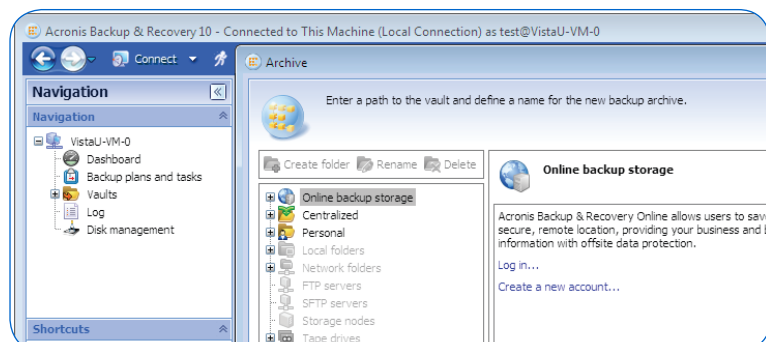 Acronis Backup & Recovery 10 - Connected to This Machine (Local Connection) as test@VistaU-VM-0
Connect
Navigation
Navigation
VistaU-VM-0
Dashboard
Backup plans and tasks
Vaults
Log
Disk management
Shortcuts
Archive
Enter a path to the vault and define a name for the new backup archive.
Create folder Rename Delete
Online backup storage
Centralized
Personal
Local folders
Network folders
FTP servers
SFTP servers
Storage nodes
Tape drives
Online backup storage
Acronis Backup & Recovery Online allows users to save
secure, remote location, providing your business and
information with offsite data protection.
Log in...
Create a new account...